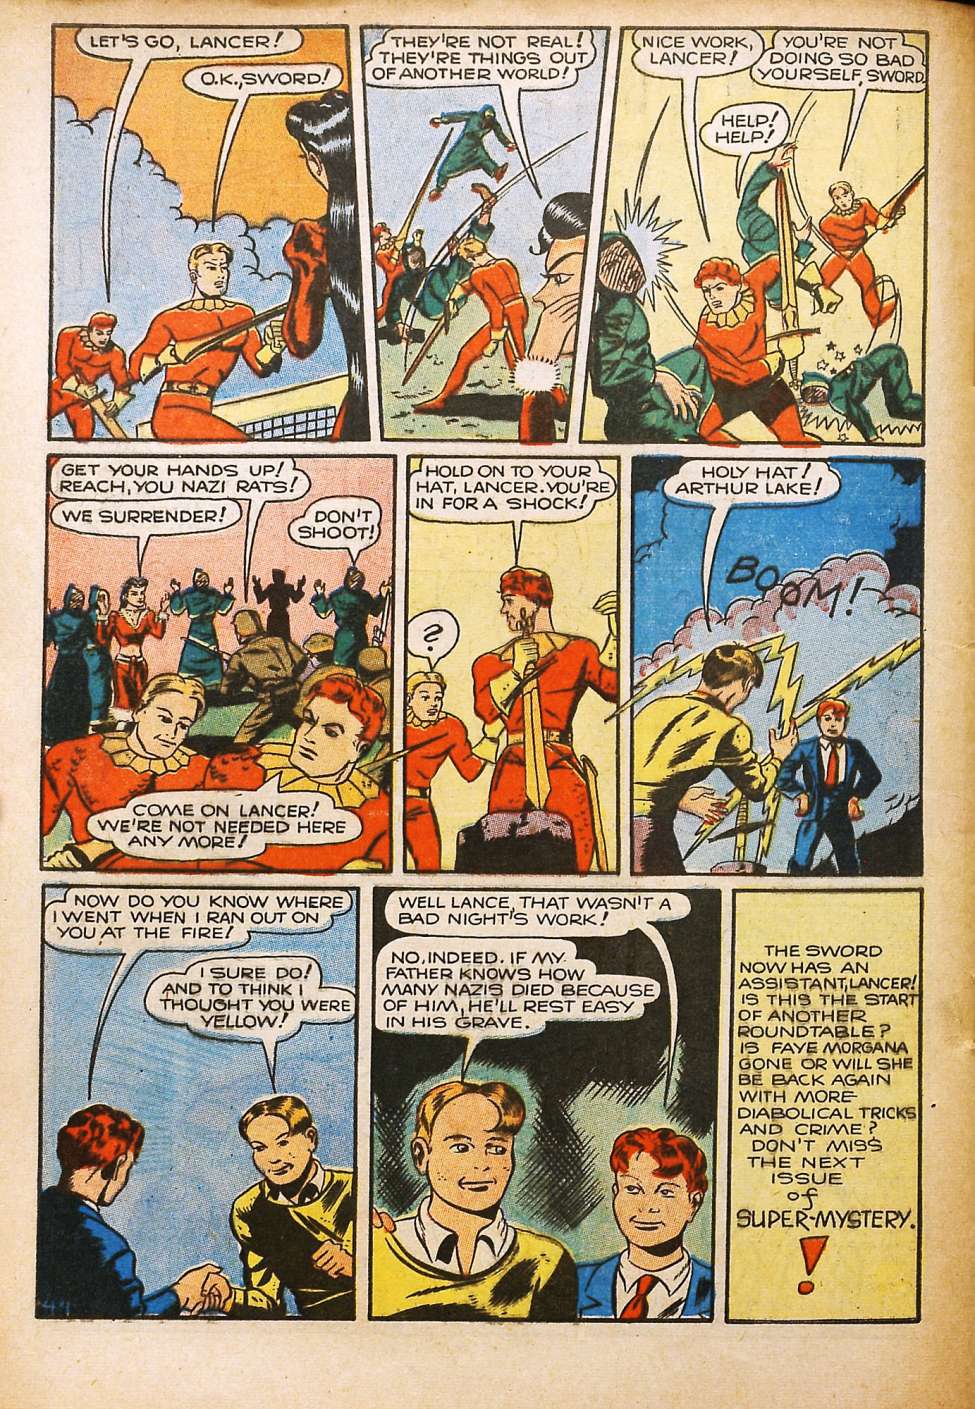 LET'S GO, LANCER!
O.K., SWORD!
THEY'RE NOT REAL!
THEY'RE THINGS OUT
OF ANOTHER WORLD!
NICE WORK,
LANCER!
YOU'RE NOT
DOING SO BAD
YOURSELF, SWORD.
HELP!
HELP!
GET YOUR HANDS UP!
REACH, YOU NAZI RATS!
WE SURRENDER!
DON'T
SHOOT!
COME ON LANCER!
WE'RE NOT NEEDED HERE
ANY MORE!
HOLD ON TO YOUR
HAT, LANCER. YOU'RE
IN FOR A SHOCK!
?
HOLY HAT!
ARTHUR LAKE!
BOOM!
NOW DO YOU KNOW WHERE
I WENT WHEN I RAN OUT ON
YOU, AT THE FIRE!
I SURE DO!
AND TO THINK I
THOUGHT YOU WERE
YELLOW!
44
WELL LANCE, THAT WASN'T A
BAD NIGHT'S WORK!
NO, INDEED. IF MY
FATHER KNOWS HOW
MANY NAZIS DIED BECAUSE
OF HIM, HE'LL REST EASY
IN HIS GRAVE.
THE SWORD
NOW HAS AN
ASSISTANT, LANCER!
IS THIS THE START
OF ANOTHER
ROUNDTABLE?
IS FAYE MORGANA
GONE OR WILL SHE
BE BACK AGAIN
WITH MORE
DIABOLICAL TRICKS
AND CRIME?
DON'T MISS
THE NEXT
ISSUE
of
SUPER-MYSTERY.
!